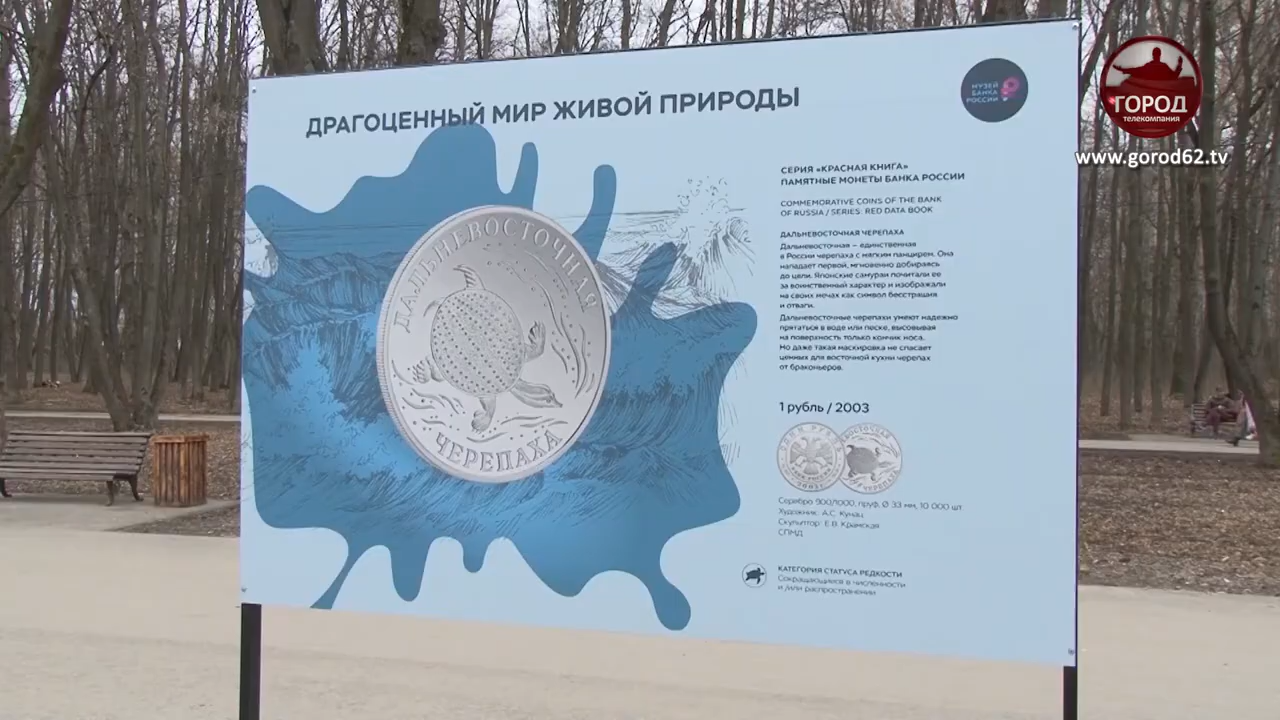 ДРАГОЦЕННЫЙ МИР ЖИВОЙ ПРИРОДЫ
МУЗЕЙ
БАНКА
РОССИИ
ГОРОД
телекомпания
www.gorod62.tv
СЕРИЯ «КРАСНАЯ КНИГА»
ПАМЯТНЫЕ МОНЕТЫ БАНКА РОССИИ
COMMEMORATIVE COINS OF THE BANK
OF RUSSIA / SERIES: RED DATA BOOK
ДАЛЬНЕВОСТОЧНАЯ ЧЕРЕПАХА
Дальневосточная – единственная
в России черепаха с мягким панцирем. Она
нападает первой, мгновенно добираясь
до цели. Японские самураи почитали ее
за воинственный характер и изображали
на своих мечах как символ бесстрашия
и отваги.
Дальневосточные черепахи умеют надежно
прятаться в воде или песке, высовывая
на поверхность только кончик носа.
Но даже такая маскировка не спасает
ценных для восточной кухни черепах
от браконьеров.
ДАЛЬНЕВОСТОЧНАЯ
ЧЕРЕПАХА
1 рубль / 2003
ОДИН РУБЛЬ
ВОСТОЧНАЯ
ЧЕРЕПАХ
Серебро 900/1000, пруф, Ø 33 мм, 10 000 шт
Художник: А.С. Кунац
Скульптор: Е.В. Крамская
СПМД
КАТЕГОРИЯ СТАТУСА РЕДКОСТИ
Сокращающиеся в численности
и /или распространении